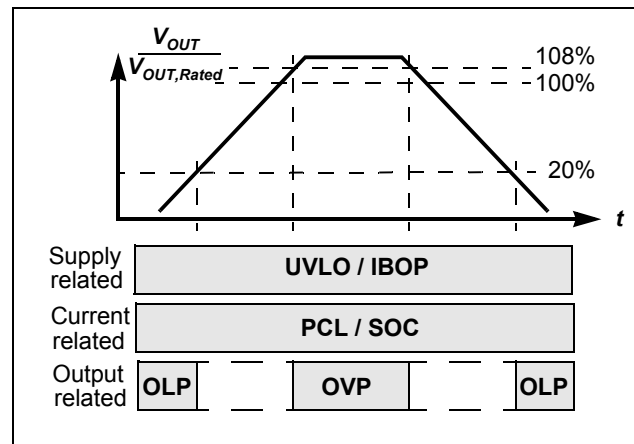 V_OUT
V_OUT,Rated
108%
100%
20%
t
Supply
related
UVLO / IBOP
Current
related
PCL / SOC
Output
related
OLP
OVP
OLP